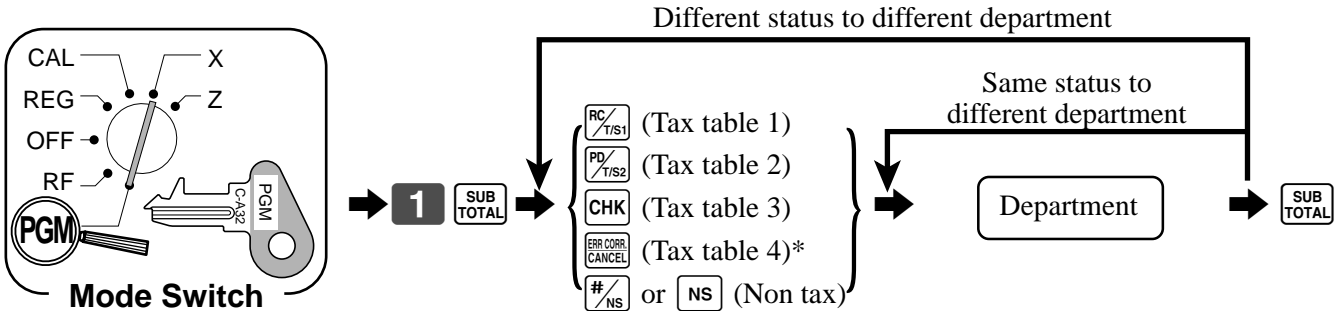 Different status to different department
Same status to
different department
CAL
X
REG
Z
OFF
RF
PGM
PGM
C-A32
Mode Switch
1
SUB
TOTAL
RC/T/S1 (Tax table 1)
PD/T/S2 (Tax table 2)
CHK (Tax table 3)
ERR CORR.
CANCEL (Tax table 4)*
#/NS or NS (Non tax)
Department
SUB
TOTAL